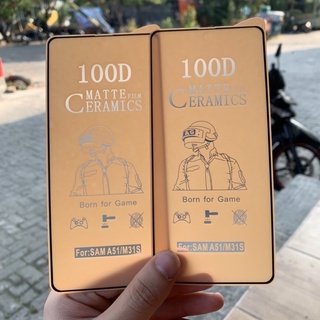 100D
MATTE FILM
CERAMICS
Born for Game
For:SAM A51/M31S
100D
MATTE
CERAMICS
Born for Game
For:SAM A51/M31S